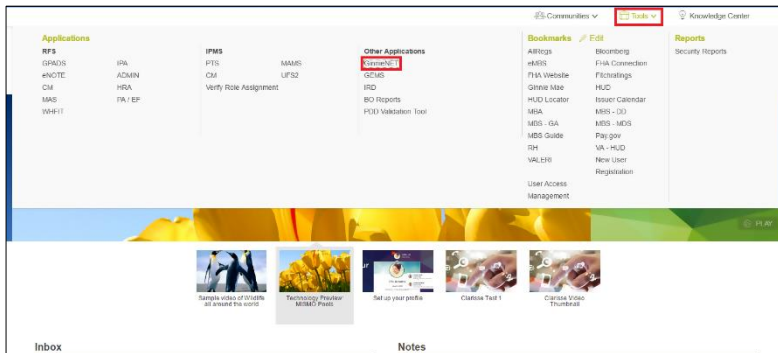 Communities
Tools
Knowledge Center
Applications
RFS
GPADS IPA
eNOTE ADMIN
CM HRA
MAS PA / EF
WHFIT
IPMS
PTS MAMS
CM UFS2
Verify Role Assignment
Other Applications
GinnieNET
GEMS
IRD
BO Reports
PDD Validation Tool
Bookmarks Edit
AllRegs Bloomberg
eMBS FHA Connection
FHA Website Fitchratings
Ginnie Mae HUD
HUD Locator Issuer Calendar
MBA MBS - DD
MBS - GA MBS - MDS
MBS Guide Pay.gov
RH VA - HUD
VALERI New User
Registration
User Access
Management
Reports
Security Reports
PLAY
Sample video of Wildlife
all around the world
Technology Preview
MISMO Pools
Set up your profile
Clarisse Test 1
Clarisse Video
Thumbnail
Inbox
Notes